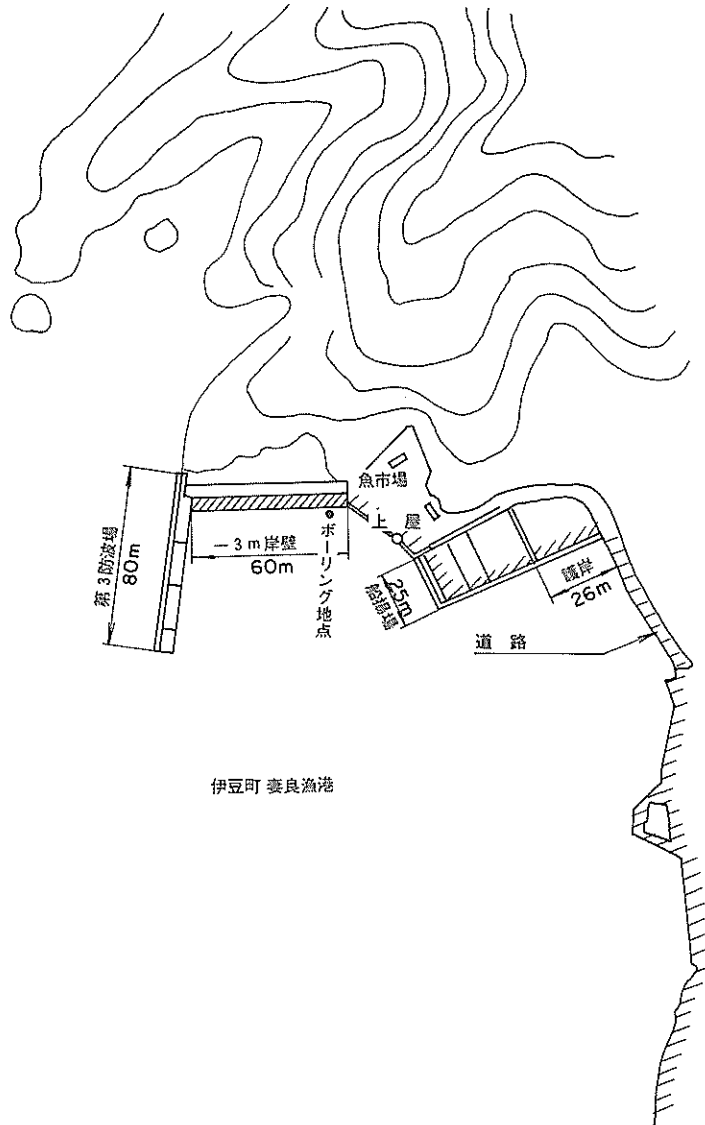 魚市場
上屋
第3防波堤
80m
-3m岸壁
60m
ボーリング地点
25m
船揚場
護岸
26m
道路
伊豆町 妻良漁港